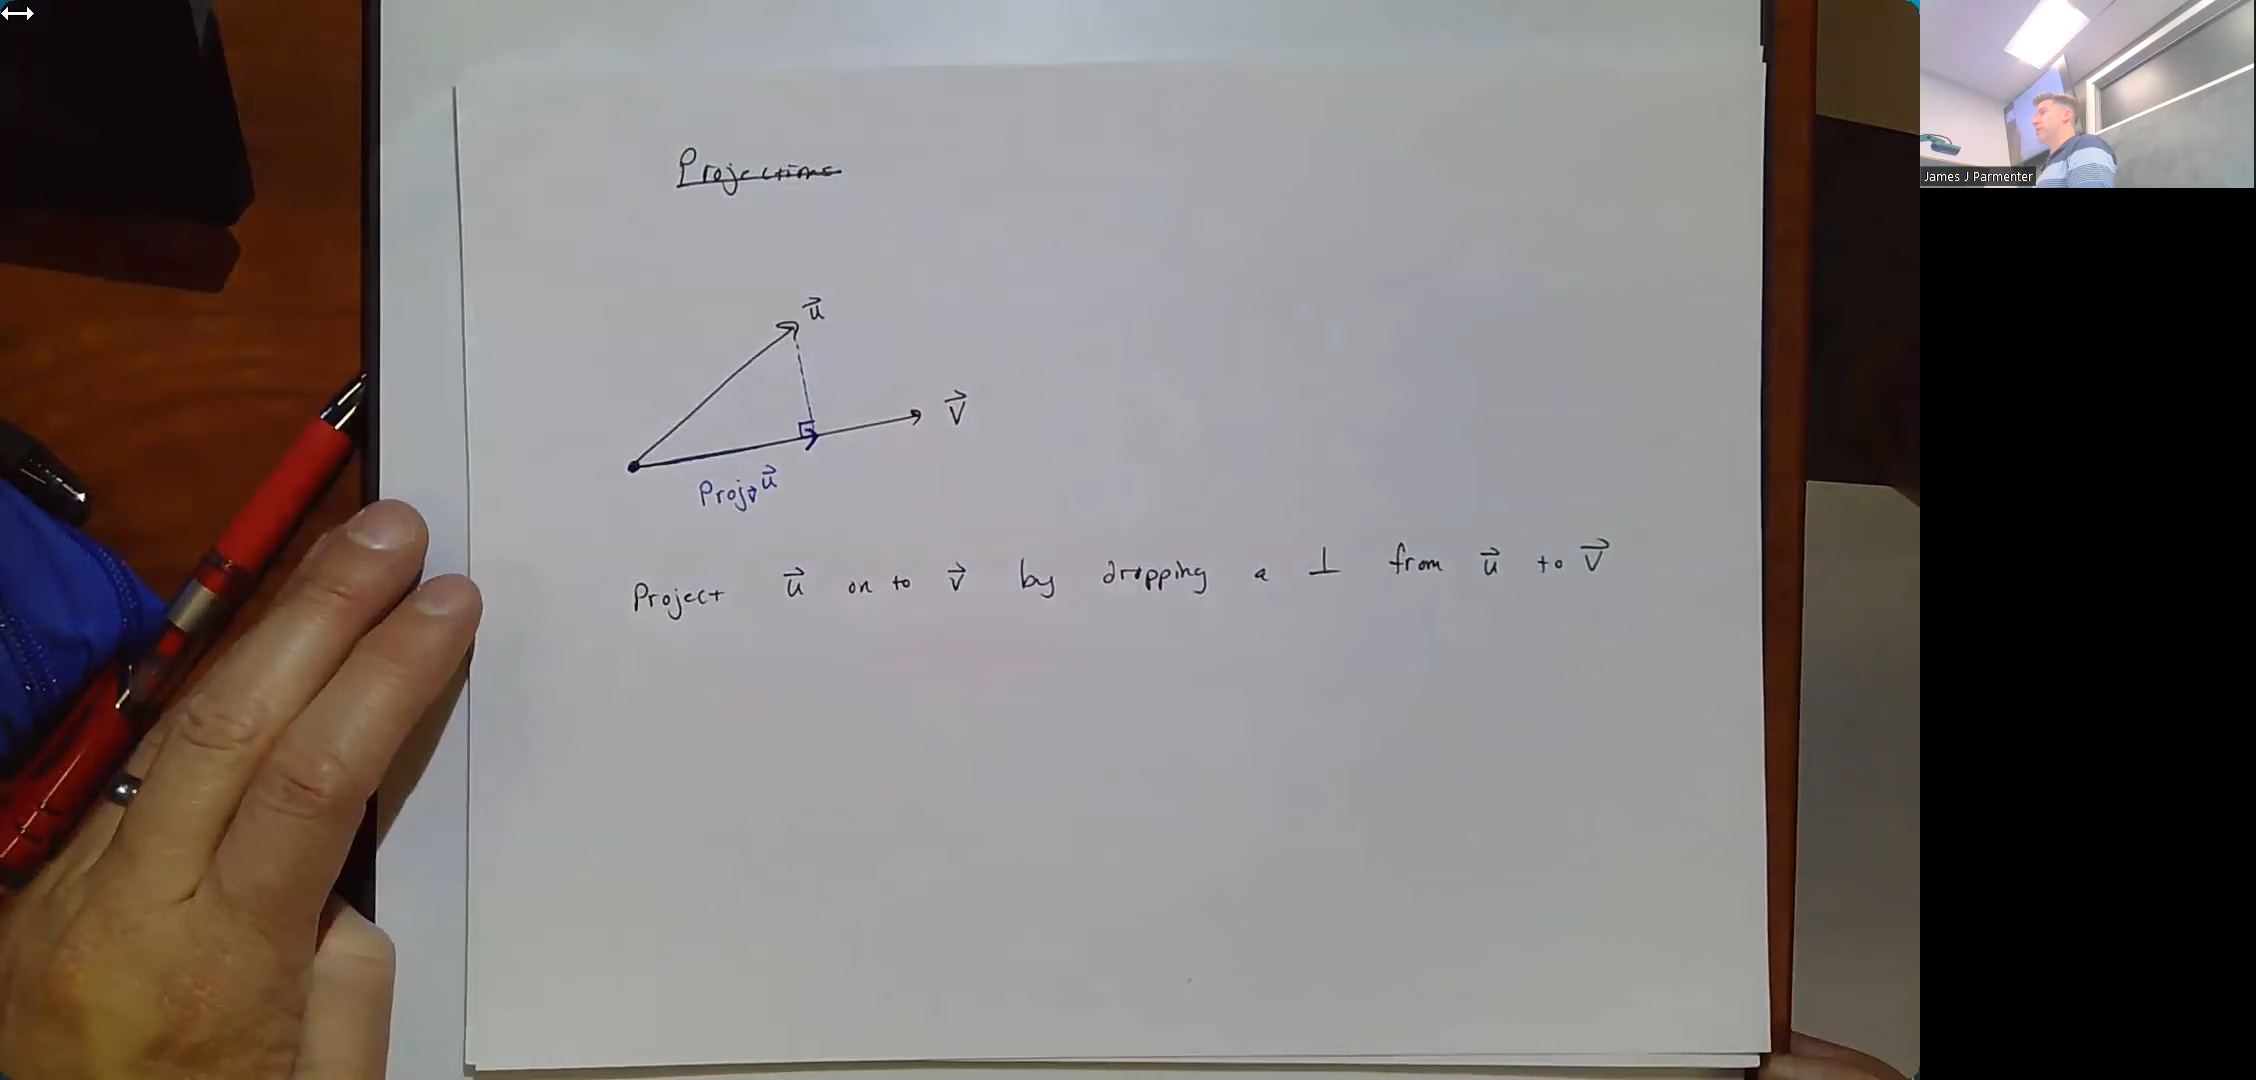 Projections
u⃗
v⃗
Proj_v⃗ u⃗
Project u⃗ on to v⃗ by dropping a ⊥ from u⃗ to v⃗
James J Parmenter